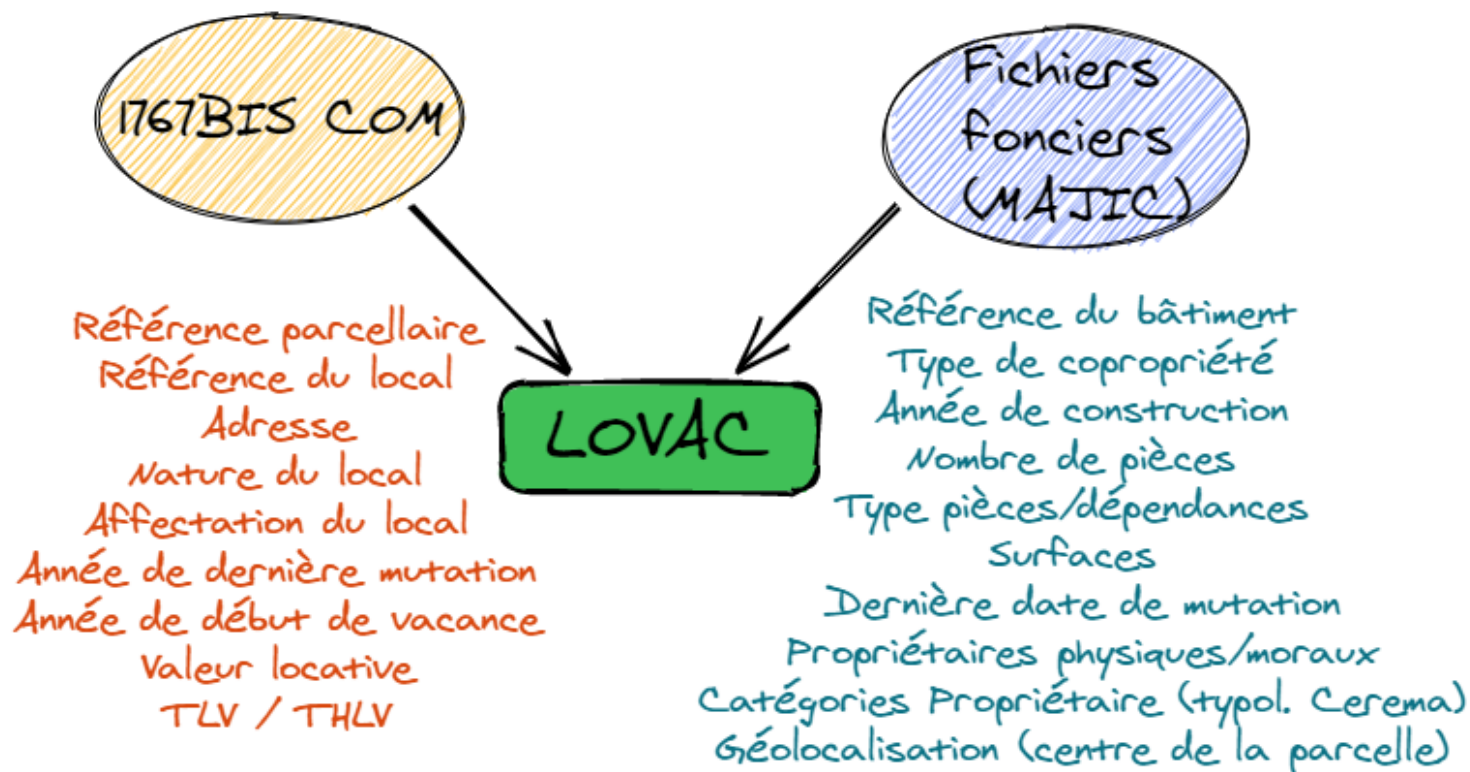 1767BIS COM
Fichiers
fonciers
(MAJIC)
LOVAC
Référence parcellaire
Référence du local
Adresse
Nature du local
Affectation du local
Année de dernière mutation
Année de début de vacance
Valeur locative
TLV / THLV
Référence du bâtiment
Type de copropriété
Année de construction
Nombre de pièces
Type pièces/dépendances
Surfaces
Dernière date de mutation
Propriétaires physiques/moraux
Catégories Propriétaire (typol. Cerema)
Géolocalisation (centre de la parcelle)